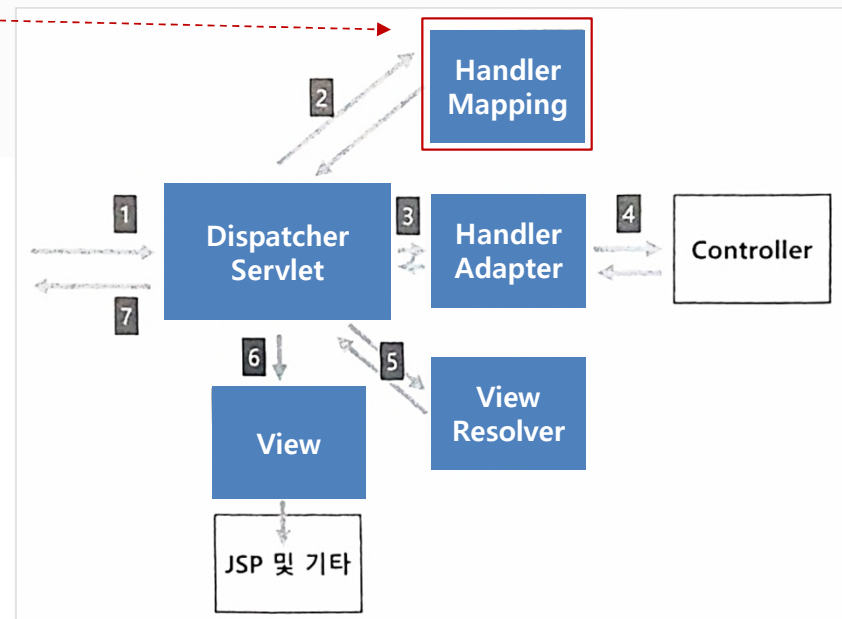 Handler
Mapping
2
1
Dispatcher
Servlet
3
Handler
Adapter
4
Controller
7
6
5
View
View
Resolver
JSP 및 기타